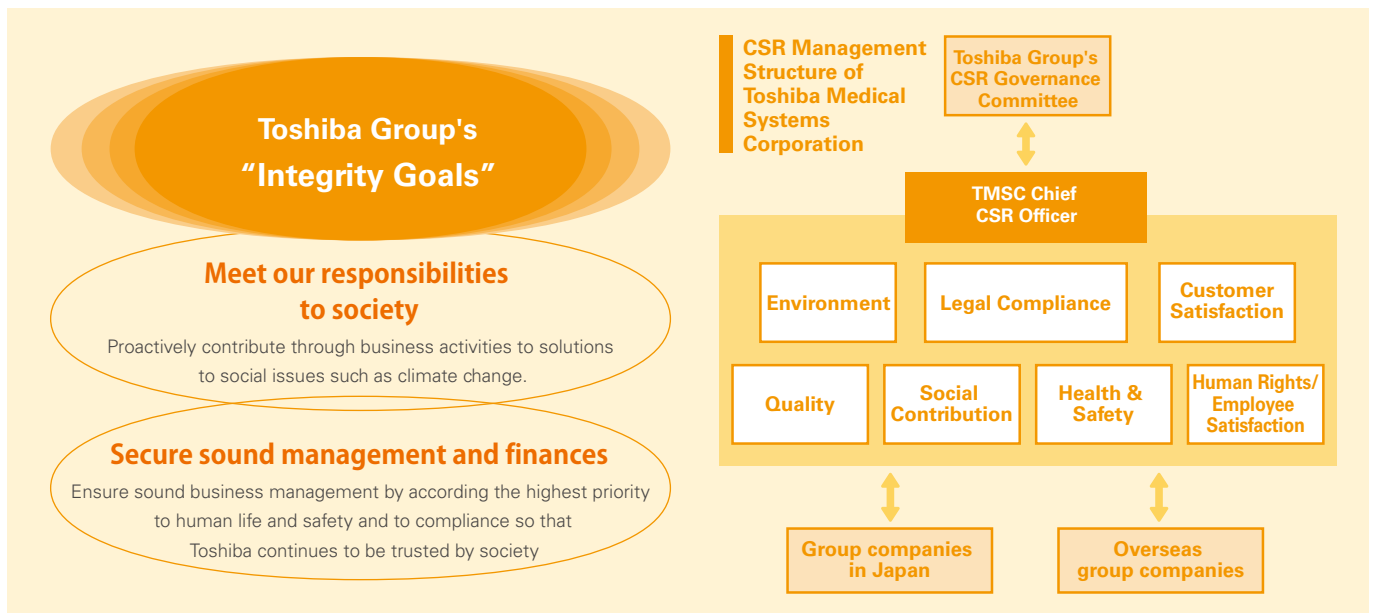 Toshiba Group's
“Integrity Goals”
Meet our responsibilities
to society
Proactively contribute through business activities to solutions
to social issues such as climate change.
Secure sound management and finances
Ensure sound business management by according the highest priority
to human life and safety and to compliance so that
Toshiba continues to be trusted by society
CSR Management
Structure of
Toshiba Medical
Systems
Corporation
Toshiba Group's
CSR Governance
Committee
TMSC Chief
CSR Officer
Environment
Legal Compliance
Customer
Satisfaction
Quality
Social
Contribution
Health &
Safety
Human Rights/
Employee
Satisfaction
Group companies
in Japan
Overseas
group companies